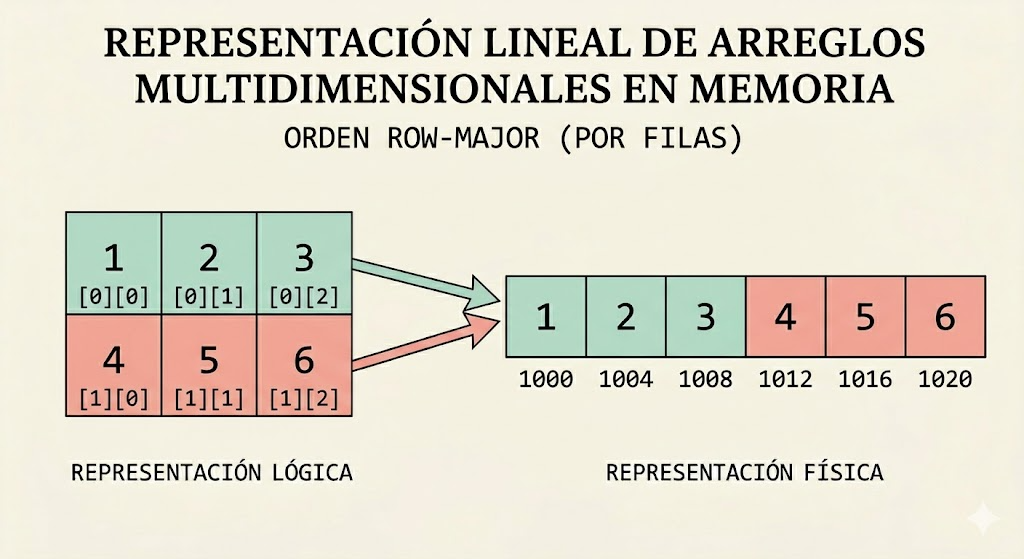 REPRESENTACIÓN LINEAL DE ARREGLOS
MULTIDIMENSIONALES EN MEMORIA
ORDEN ROW-MAJOR (POR FILAS)
1 2 3
[0][0] [0][1] [0][2]
4 5 6
[1][0] [1][1] [1][2]
1 2 3 4 5 6
1000 1004 1008 1012 1016 1020
REPRESENTACIÓN LÓGICA
REPRESENTACIÓN FÍSICA